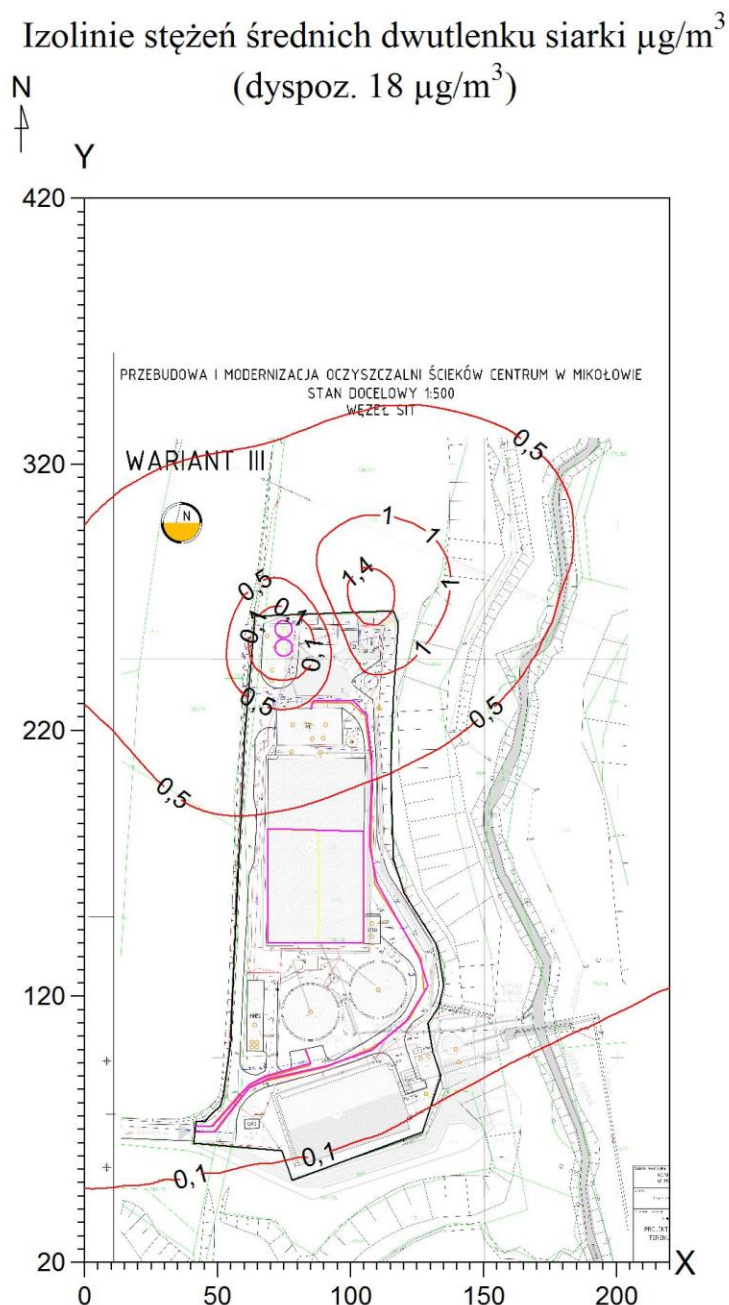 Izolinie stężeń średnich dwutlenku siarki µg/m³
(dyspoz. 18 µg/m³)
N
Y
420
PRZEBUDOWA I MODERNIZACJA OCZYSZCZALNI ŚCIEKÓW CENTRUM W MIKOŁOWIE
STAN DOCELOWY 1:500
WĘZEŁ SIT
0,5
320
WARIANT III
N
1
1
1,4
1
0,5
0,1
0,1
0,1
1
0,5
0,5
220
0,5
120
0,1
0,1
PROJEKT
20
X
0
50
100
150
200